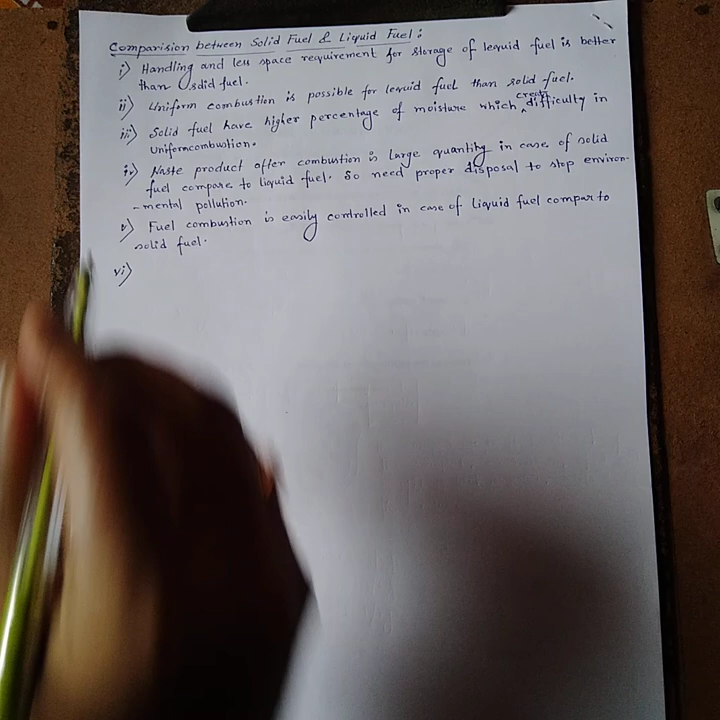 Comparision between Solid Fuel & Liquid Fuel :
i) Handling and less space requirement for storage of lequid fuel is better
than solid fuel.
ii) Uniform combustion is possible for lequid fuel than solid fuel.
iii) Solid fuel have higher percentage of moisture which create difficulty in
Uniformcombustion.
iv) Waste product after combustion is large quantity in case of solid
fuel compare to liquid fuel. So need proper disposal to stop environ-
-mental pollution.
v) Fuel combustion is easily controlled in case of Liquid fuel compar to
solid fuel.
vi)